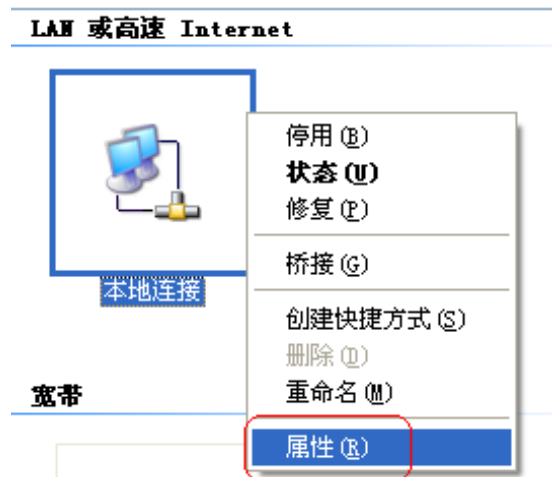 LAN 或高速 Internet
停用(B)
状态(U)
修复(P)
桥接(G)
本地连接
创建快捷方式(S)
删除(D)
重命名(M)
宽带
属性(R)